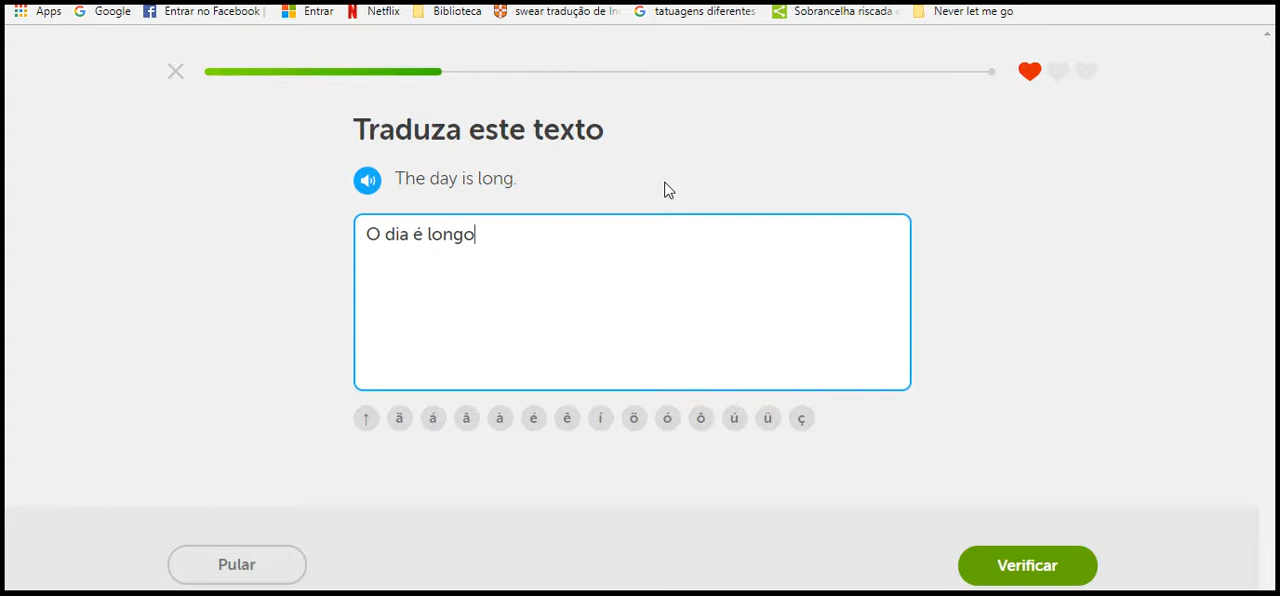 Apps Google Entrar no Facebook | Entrar Netflix Biblioteca swear tradução de In tatuagens diferentes Sobrancelha riscada Never let me go
Traduza este texto
The day is long.
O dia é longo
↑ ã á â à é ê í õ ó ô ú ü ç
Pular Verificar